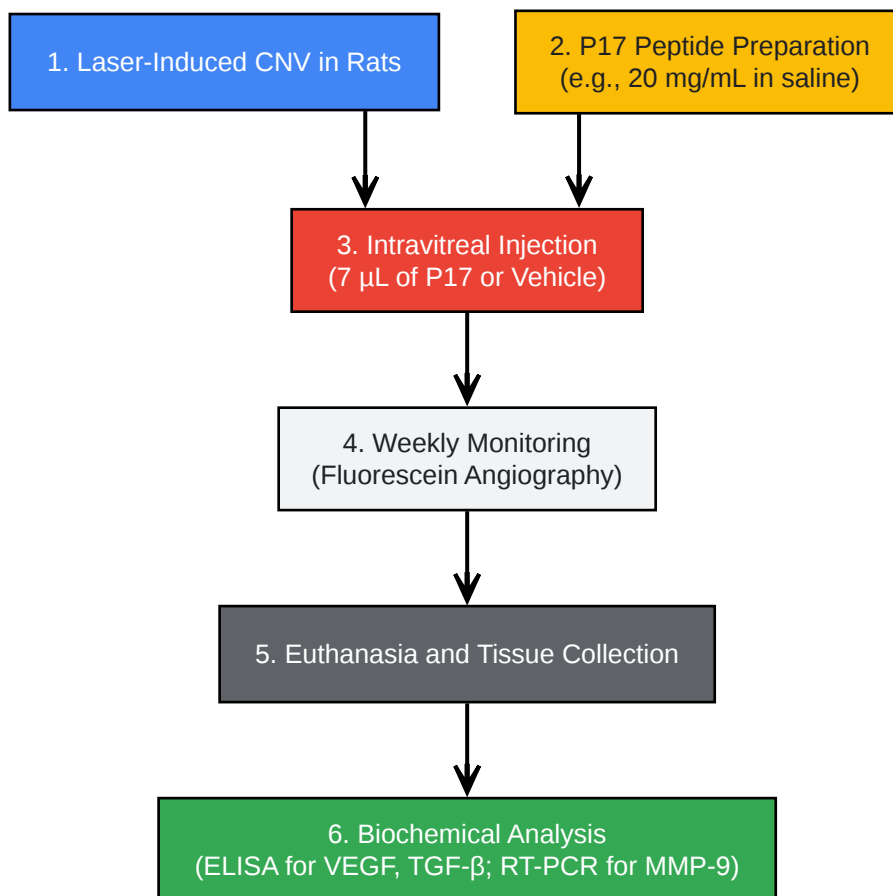 1. Laser-Induced CNV in Rats
2. P17 Peptide Preparation
(e.g., 20 mg/mL in saline)
3. Intravitreal Injection
(7 µL of P17 or Vehicle)
4. Weekly Monitoring
(Fluorescein Angiography)
5. Euthanasia and Tissue Collection
6. Biochemical Analysis
(ELISA for VEGF, TGF-β; RT-PCR for MMP-9)